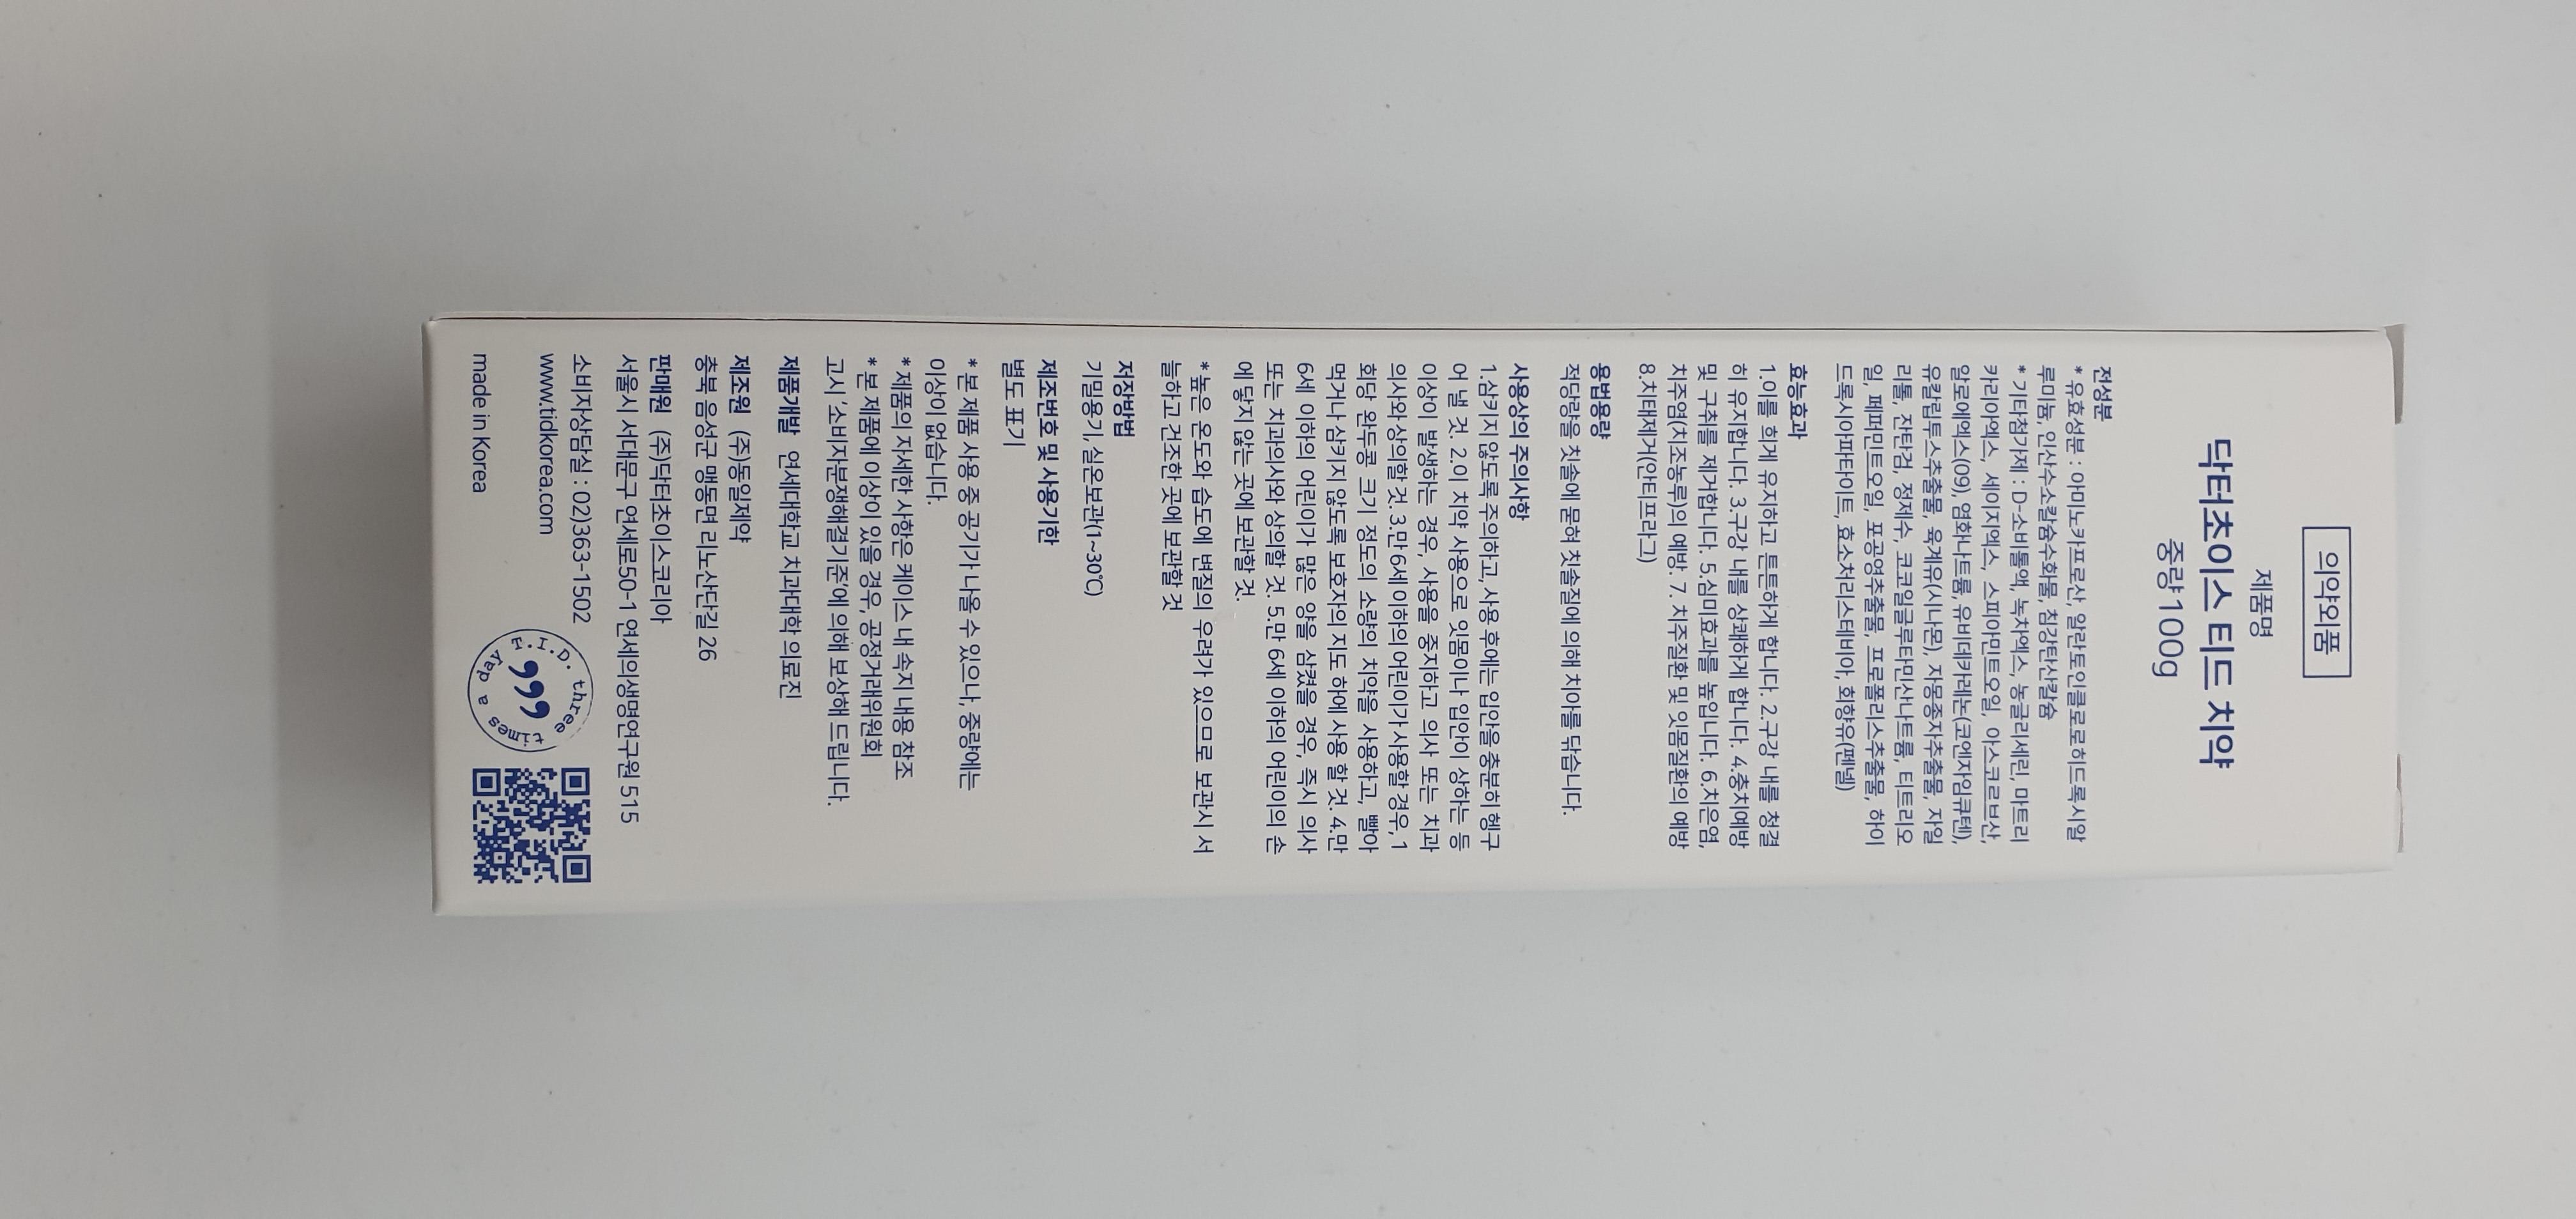 의약외품
제품명
닥터초이스 티드 치약
중량100g
전성분
* 유효성분 : 아미노카프로산, 알란토인클로로히드록시알
루미늄, 인산수소칼슘수화물, 침강탄산칼슘
* 기타첨가제 : D-소비톨액, 녹차엑스, 농글리세린, 마트리
카리아엑스, 세이지엑스, 스피아민트오일, 아스코르브산,
알로에엑스(09), 염화나트륨, 유비데카레논(코엔자임큐텐),
유칼립투스추출물, 육계유(시나몬), 자몽종자추출물, 자일
리톨, 잔탄검, 정제수, 코코일글루타민산나트륨, 티트리오
일, 페퍼민트오일, 포공영추출물, 프로폴리스추출물, 하이
드록시아파타이트, 효소처리스테비아, 회향유(펜넬)
효능효과
1.이를 희게 유지하고 튼튼하게 합니다. 2.구강 내를 청결
히 유지합니다. 3.구강 내를 상쾌하게 합니다. 4.충치예방
및 구취를 제거합니다. 5.심미효과를 높입니다. 6.치은염,
치주염(치조농루)의 예방. 7. 치주질환 및 잇몸질환의 예방
8.치태제거(안티프라그)
용법용량
적당량을 칫솔에 묻혀 칫솔질에 의해 치아를 닦습니다.
사용상의 주의사항
1.삼키지 않도록 주의하고, 사용 후에는 입안을 충분히 헹구
어 낼 것. 2.이 치약 사용으로 잇몸이나 입안이 상하는 등
이상이 발생하는 경우, 사용을 중지하고 의사 또는 치과
의사와 상의할 것. 3.만 6세 이하의 어린이가 사용할 경우, 1
회당 완두콩 크기 정도의 소량의 치약을 사용하고, 빨아
먹거나 삼키지 않도록 보호자의 지도 하에 사용 할 것. 4.만
6세 이하의 어린이가 많은 양을 삼켰을 경우, 즉시 의사
또는 치과의사와 상의할 것. 5.만 6세 이하의 어린이의 손
에 닿지 않는 곳에 보관할 것.
*높은 온도와 습도에 변질의 우려가 있으므로 보관시 서
늘하고 건조한 곳에 보관할 것
저장방법
기밀용기, 실온보관(1~30℃)
제조번호 및 사용기한
별도 표기
* 본 제품 사용 중 공기가 나올 수 있으나, 중량에는
이상이 없습니다.
* 제품의 자세한 사항은 케이스 내 속지 내용 참조
* 본 제품에 이상이 있을 경우, 공정거래위원회
고시 '소비자분쟁해결기준'에 의해 보상해 드립니다.
제품개발 연세대학교 치과대학 의료진
제조원 (주)동일제약
충북 음성군 맹동면 리노산단길 26
판매원 (주)닥터초이스코리아
서울시 서대문구 연세로50-1 연세의생명연구원 515
소비자상담실 : 02)363-1502
www.tidkorea.com
made in Korea
T.I.D. three times a day